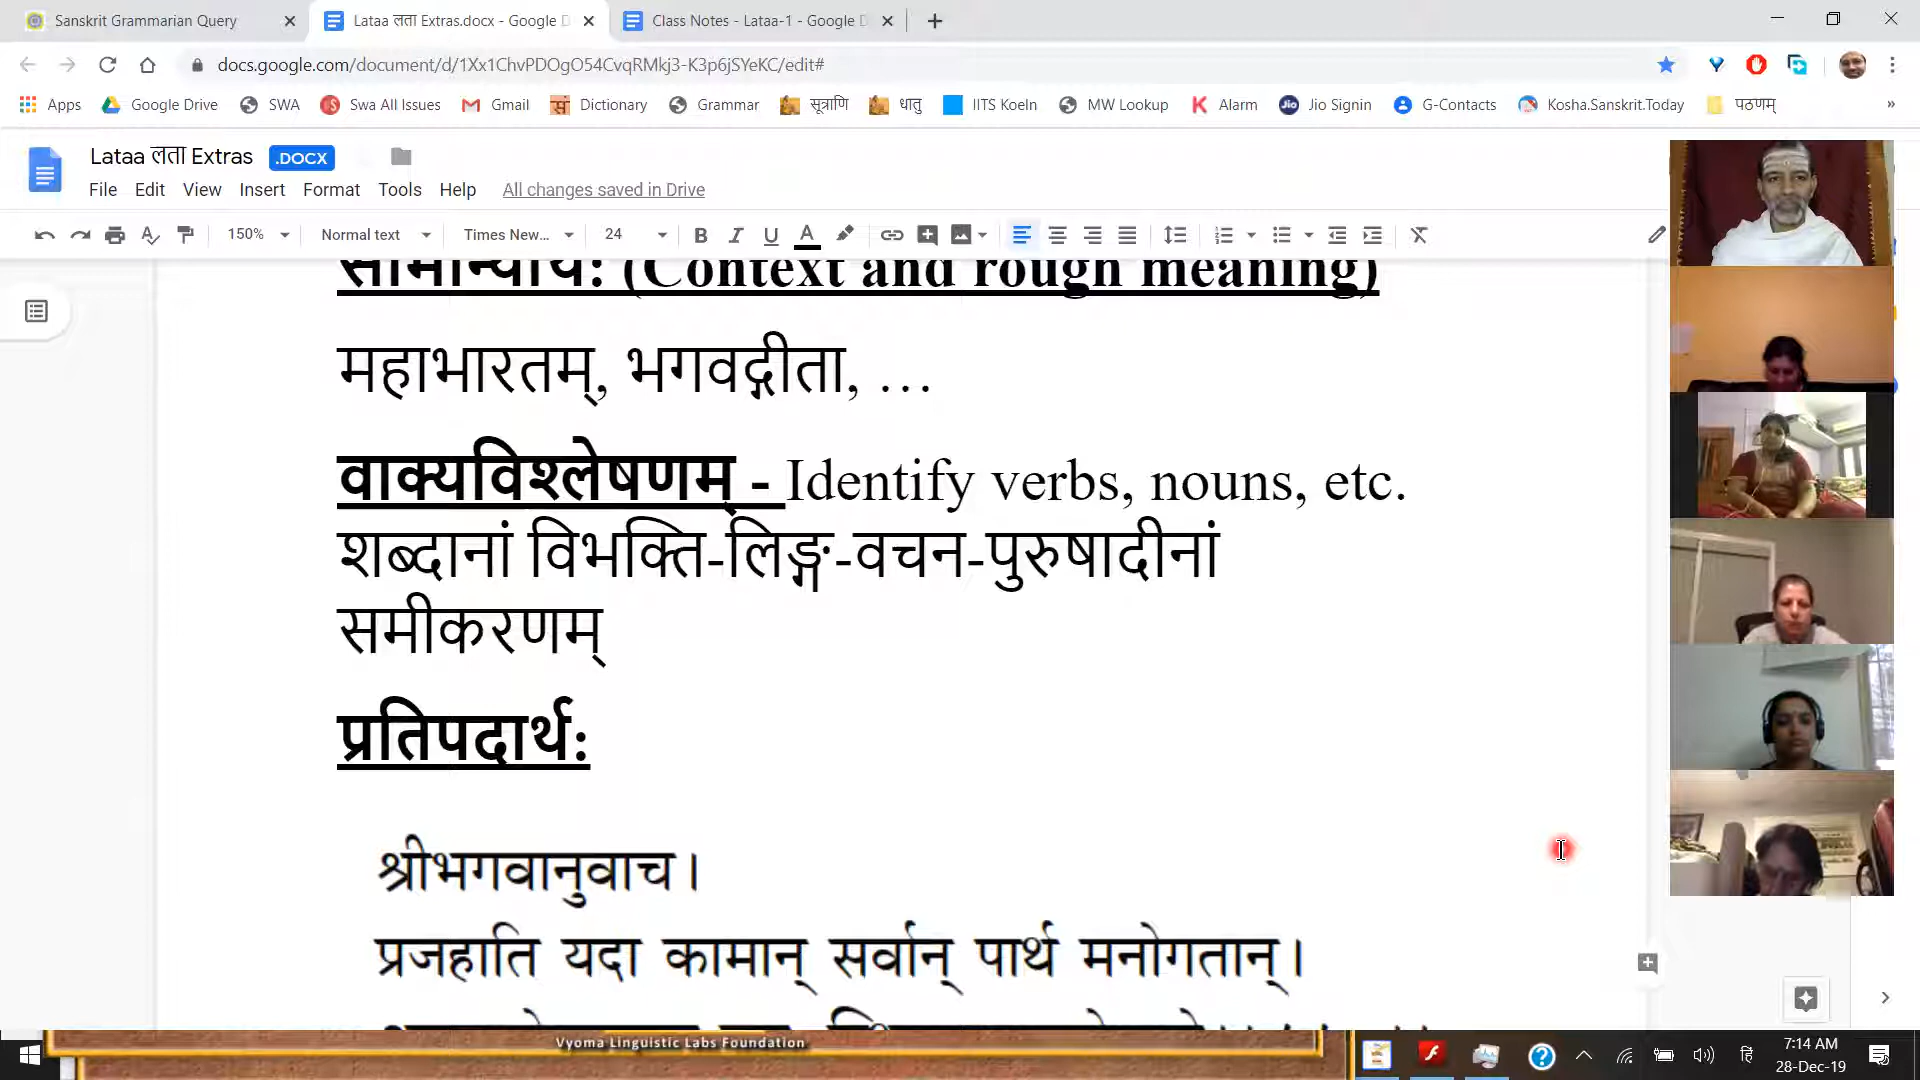 Sanskrit Grammarian Query
Lataa लता Extras.docx - Google D
Class Notes - Lataa-1 - Google D
docs.google.com/document/d/1Xx1ChvPDOgO54CvqRMkj3-K3p6jSYeKC/edit#
Apps Google Drive SWA Swa All Issues Gmail Dictionary Grammar सूत्राणि धातु IITS Koeln MW Lookup Alarm Jio Signin G-Contacts Kosha.Sanskrit.Today पठणम् »
Lataa लता Extras .DOCX
File Edit View Insert Format Tools Help All changes saved in Drive
150% Normal text Times New... 24
सामान्यार्थः (Context and rough meaning)
महाभारतम्, भगवद्गीता, …
वाक्यविश्लेषणम् - Identify verbs, nouns, etc.
शब्दानां विभक्ति-लिङ्ग-वचन-पुरुषादीनां
समीकरणम्
प्रतिपदार्थः
श्रीभगवानुवाच।
प्रजहाति यदा कामान् सर्वान् पार्थ मनोगतान्।
Vyoma Linguistic Labs Foundation
हि
7:14 AM
28-Dec-19